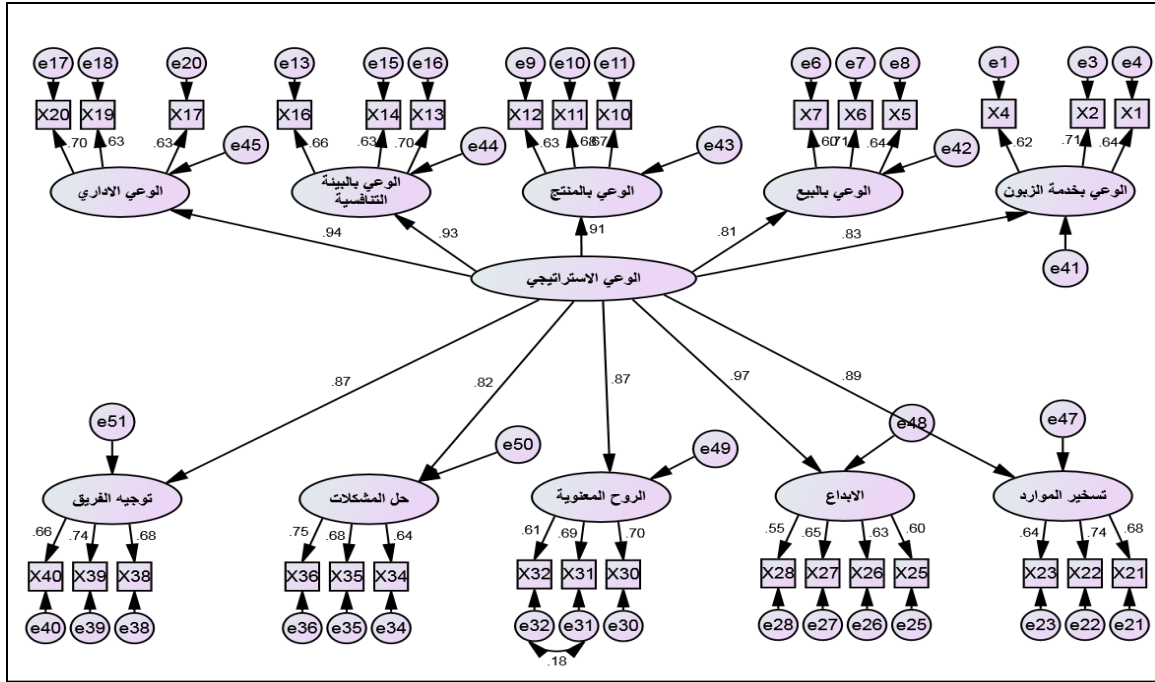 e17 e18 e20 e13 e15 e16 e9 e10 e11 e6 e7 e8 e1 e3 e4
X20 X19 X17 X16 X14 X13 X12 X11 X10 X7 X6 X5 X4 X2 X1
.70 .63 .63 .66 .63 .70 .63 .68 .67 .60 .71 .64 .62 .71 .64
e45 e44 e43 e42
الوعي الاداري
الوعي بالبيئة
التنافسية
الوعي بالمنتج
الوعي بالبيع
الوعي بخدمة الزبون
.94 .93 .91 .81 .83
e41
الوعي الاستراتيجي
.87 .82 .87 .97 .89
e51 e50 e49 e48 e47
توجيه الفريق
حل المشكلات
الروح المعنوية
الابداع
تسخير الموارد
.66 .74 .68 .75 .68 .64 .61 .69 .70 .55 .65 .63 .60 .64 .74 .68
X40 X39 X38 X36 X35 X34 X32 X31 X30 X28 X27 X26 X25 X23 X22 X21
e40 e39 e38 e36 e35 e34 e32 e31 e30 e28 e27 e26 e25 e23 e22 e21
.18